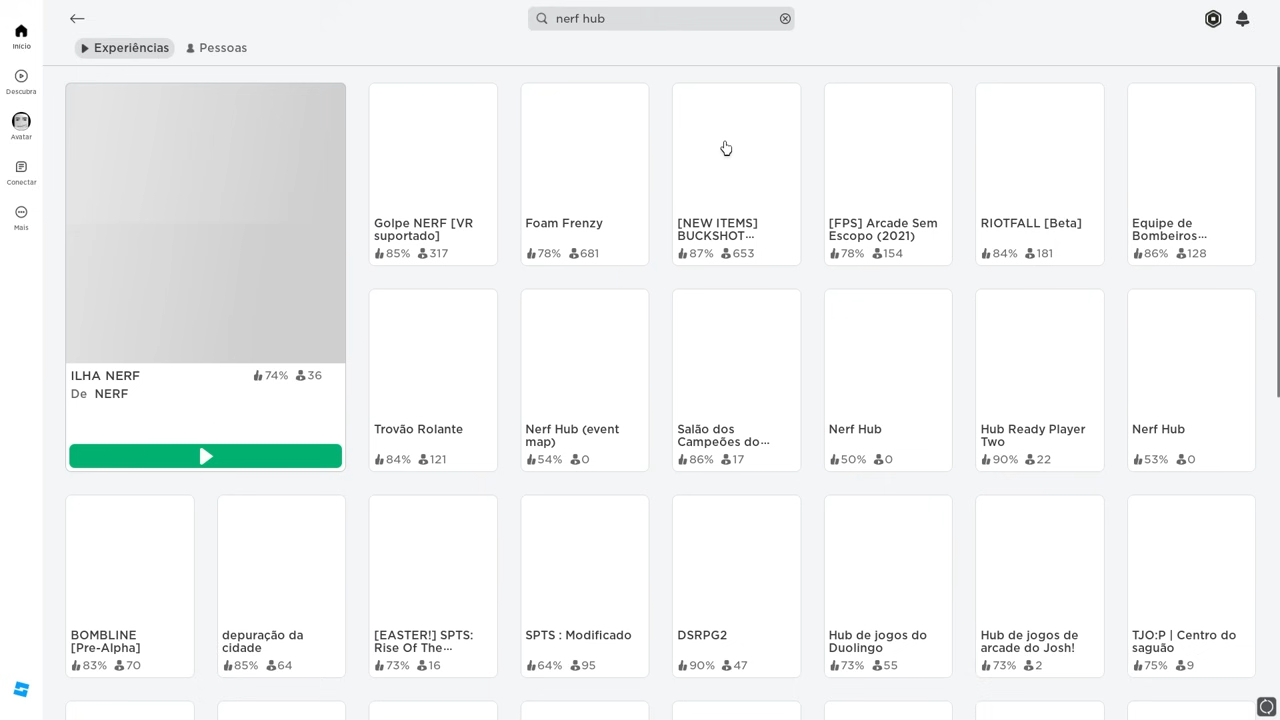 nerf hub
Início
Experiências
Pessoas
Descubra
Avatar
Conectar
Mais
ILHA NERF
74% 36
De NERF
Golpe NERF [VR
suportado]
85% 317
Foam Frenzy
78% 681
[NEW ITEMS]
BUCKSHOT...
87% 653
[FPS] Arcade Sem
Escopo (2021)
78% 154
RIOTFALL [Beta]
84% 181
Equipe de
Bombeiros...
86% 128
Trovão Rolante
84% 121
Nerf Hub (event
map)
54% 0
Salão dos
Campeões do...
86% 17
Nerf Hub
50% 0
Hub Ready Player
Two
90% 22
Nerf Hub
53% 0
BOMBLINE
[Pre-Alpha]
83% 70
depuração da
cidade
85% 64
[EASTER!] SPTS:
Rise Of The...
73% 16
SPTS : Modificado
64% 95
DSRPG2
90% 47
Hub de jogos do
Duolingo
73% 55
Hub de jogos de
arcade do Josh!
73% 2
TJO:P | Centro do
saguão
75% 9